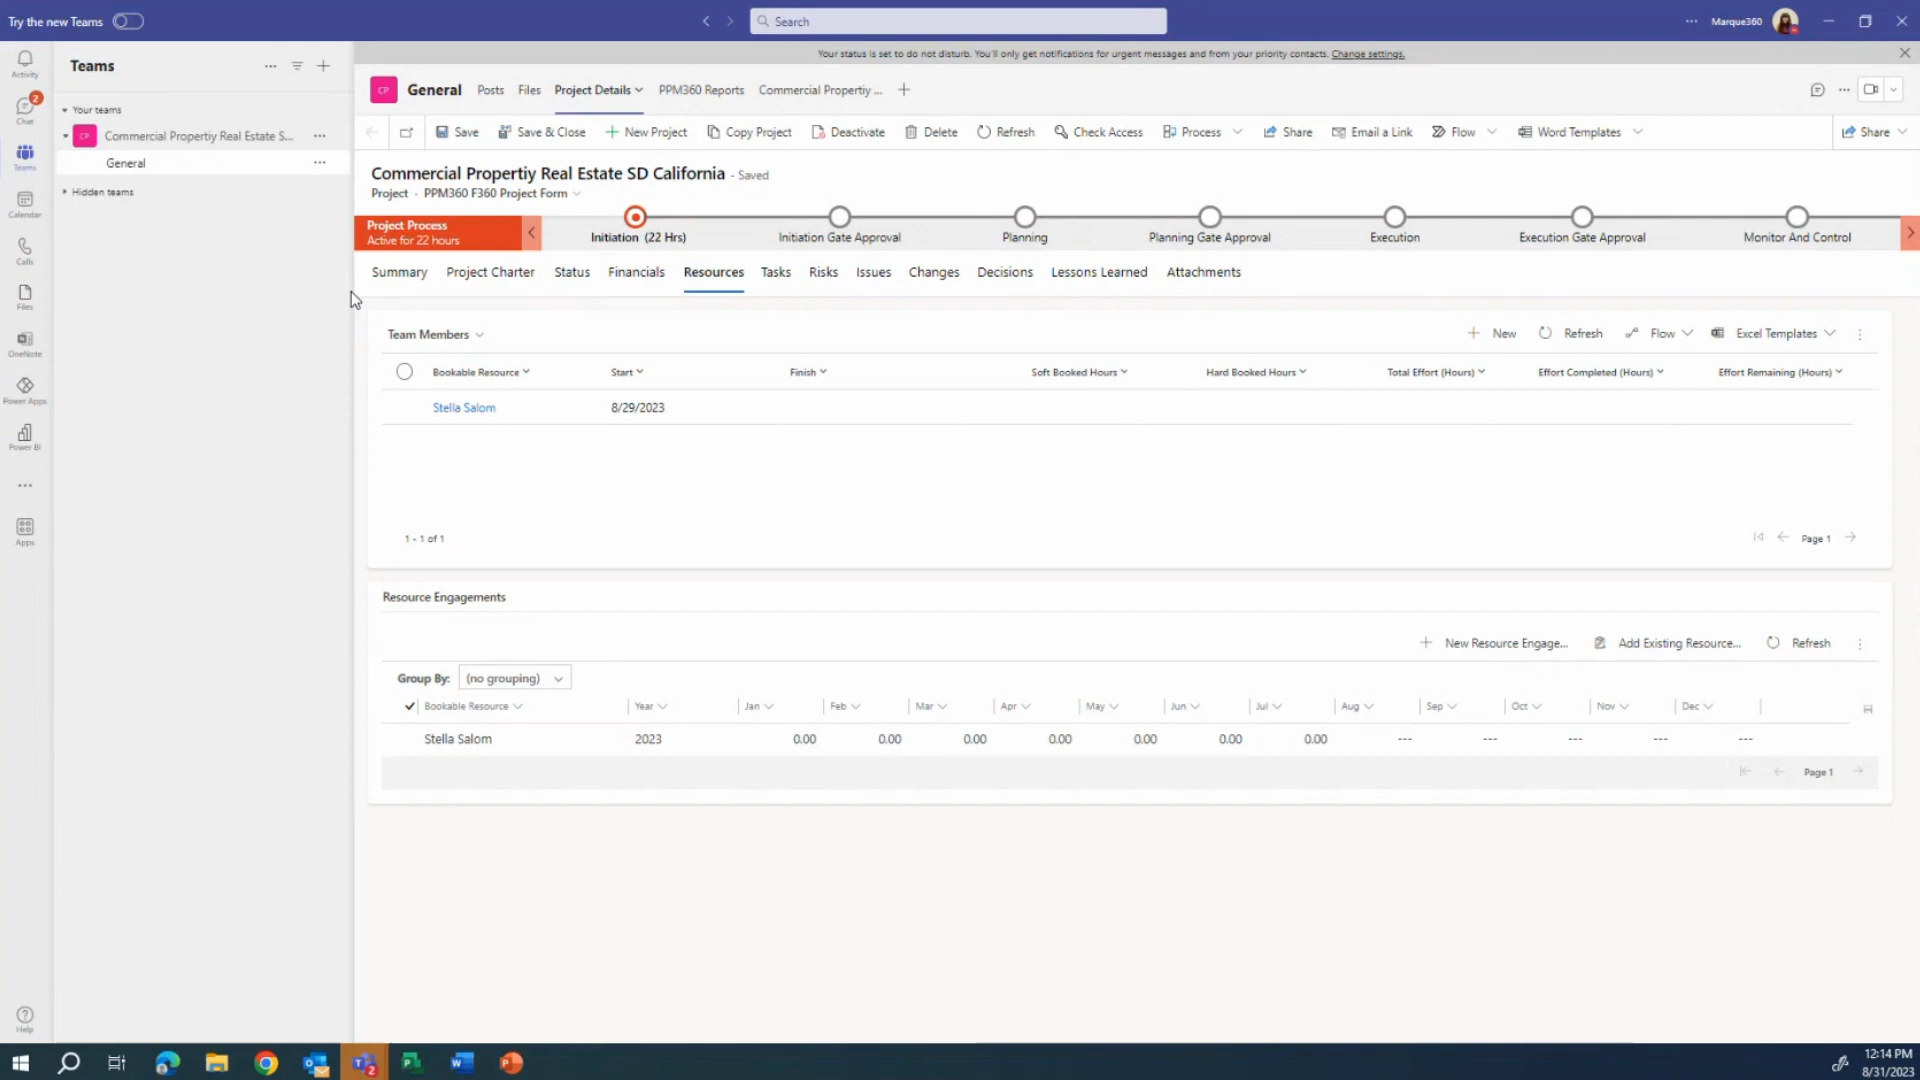 Try the new Teams
Search
Marque360
Your status is set to do not disturb. You'll only get notifications for urgent messages and from your priority contacts. Change settings.
Activity
Chat
2
Teams
Calendar
Calls
Files
OneNote
Power Apps
Power BI
Apps
Help
Teams
Your teams
CP Commercial Propertiy Real Estate S...
General
Hidden teams
CP General Posts Files Project Details PPM360 Reports Commercial Propertiy ...
Save Save & Close New Project Copy Project Deactivate Delete Refresh Check Access Process Share Email a Link Flow Word Templates Share
Commercial Propertiy Real Estate SD California - Saved
Project · PPM360 F360 Project Form
Project Process
Active for 22 hours
Initiation (22 Hrs) Initiation Gate Approval Planning Planning Gate Approval Execution Execution Gate Approval Monitor And Control
Summary Project Charter Status Financials Resources Tasks Risks Issues Changes Decisions Lessons Learned Attachments
Team Members
New Refresh Flow Excel Templates
Bookable Resource Start Finish Soft Booked Hours Hard Booked Hours Total Effort (Hours) Effort Completed (Hours) Effort Remaining (Hours)
Stella Salom 8/29/2023
1 - 1 of 1
Page 1
Resource Engagements
New Resource Engage... Add Existing Resource... Refresh
Group By: (no grouping)
Bookable Resource Year Jan Feb Mar Apr May Jun Jul Aug Sep Oct Nov Dec
Stella Salom 2023 0.00 0.00 0.00 0.00 0.00 0.00 0.00 --- --- --- --- ---
Page 1
12:14 PM
8/31/2023